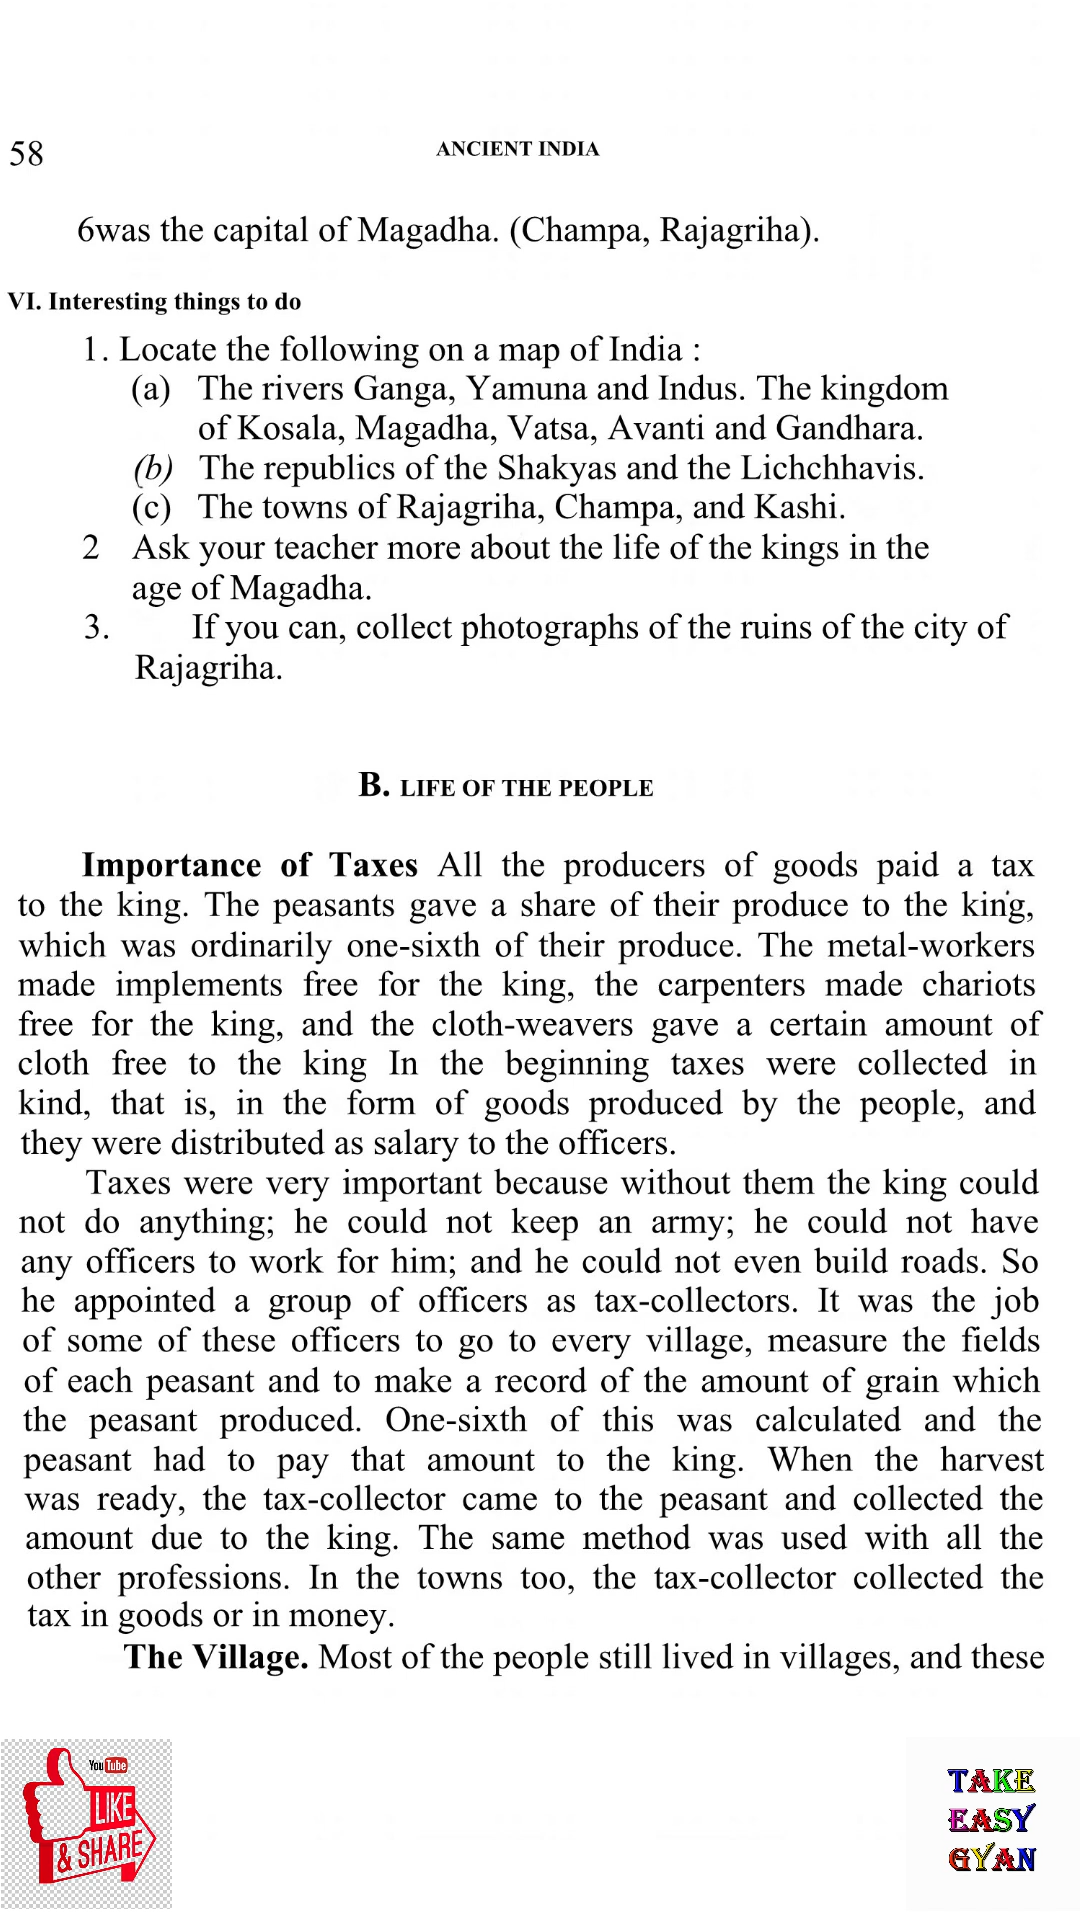 58
ANCIENT INDIA
6was the capital of Magadha. (Champa, Rajagriha).
VI. Interesting things to do
1. Locate the following on a map of India :
(a) The rivers Ganga, Yamuna and Indus. The kingdom
of Kosala, Magadha, Vatsa, Avanti and Gandhara.
(b) The republics of the Shakyas and the Lichchhavis.
(c) The towns of Rajagriha, Champa, and Kashi.
2 Ask your teacher more about the life of the kings in the
age of Magadha.
3. If you can, collect photographs of the ruins of the city of
Rajagriha.
B. LIFE OF THE PEOPLE
Importance of Taxes All the producers of goods paid a tax
to the king. The peasants gave a share of their produce to the king,
which was ordinarily one-sixth of their produce. The metal-workers
made implements free for the king, the carpenters made chariots
free for the king, and the cloth-weavers gave a certain amount of
cloth free to the king In the beginning taxes were collected in
kind, that is, in the form of goods produced by the people, and
they were distributed as salary to the officers.
Taxes were very important because without them the king could
not do anything; he could not keep an army; he could not have
any officers to work for him; and he could not even build roads. So
he appointed a group of officers as tax-collectors. It was the job
of some of these officers to go to every village, measure the fields
of each peasant and to make a record of the amount of grain which
the peasant produced. One-sixth of this was calculated and the
peasant had to pay that amount to the king. When the harvest
was ready, the tax-collector came to the peasant and collected the
amount due to the king. The same method was used with all the
other professions. In the towns too, the tax-collector collected the
tax in goods or in money.
The Village. Most of the people still lived in villages, and these
YouTube
LIKE
& SHARE
TAKE
EASY
GYAN